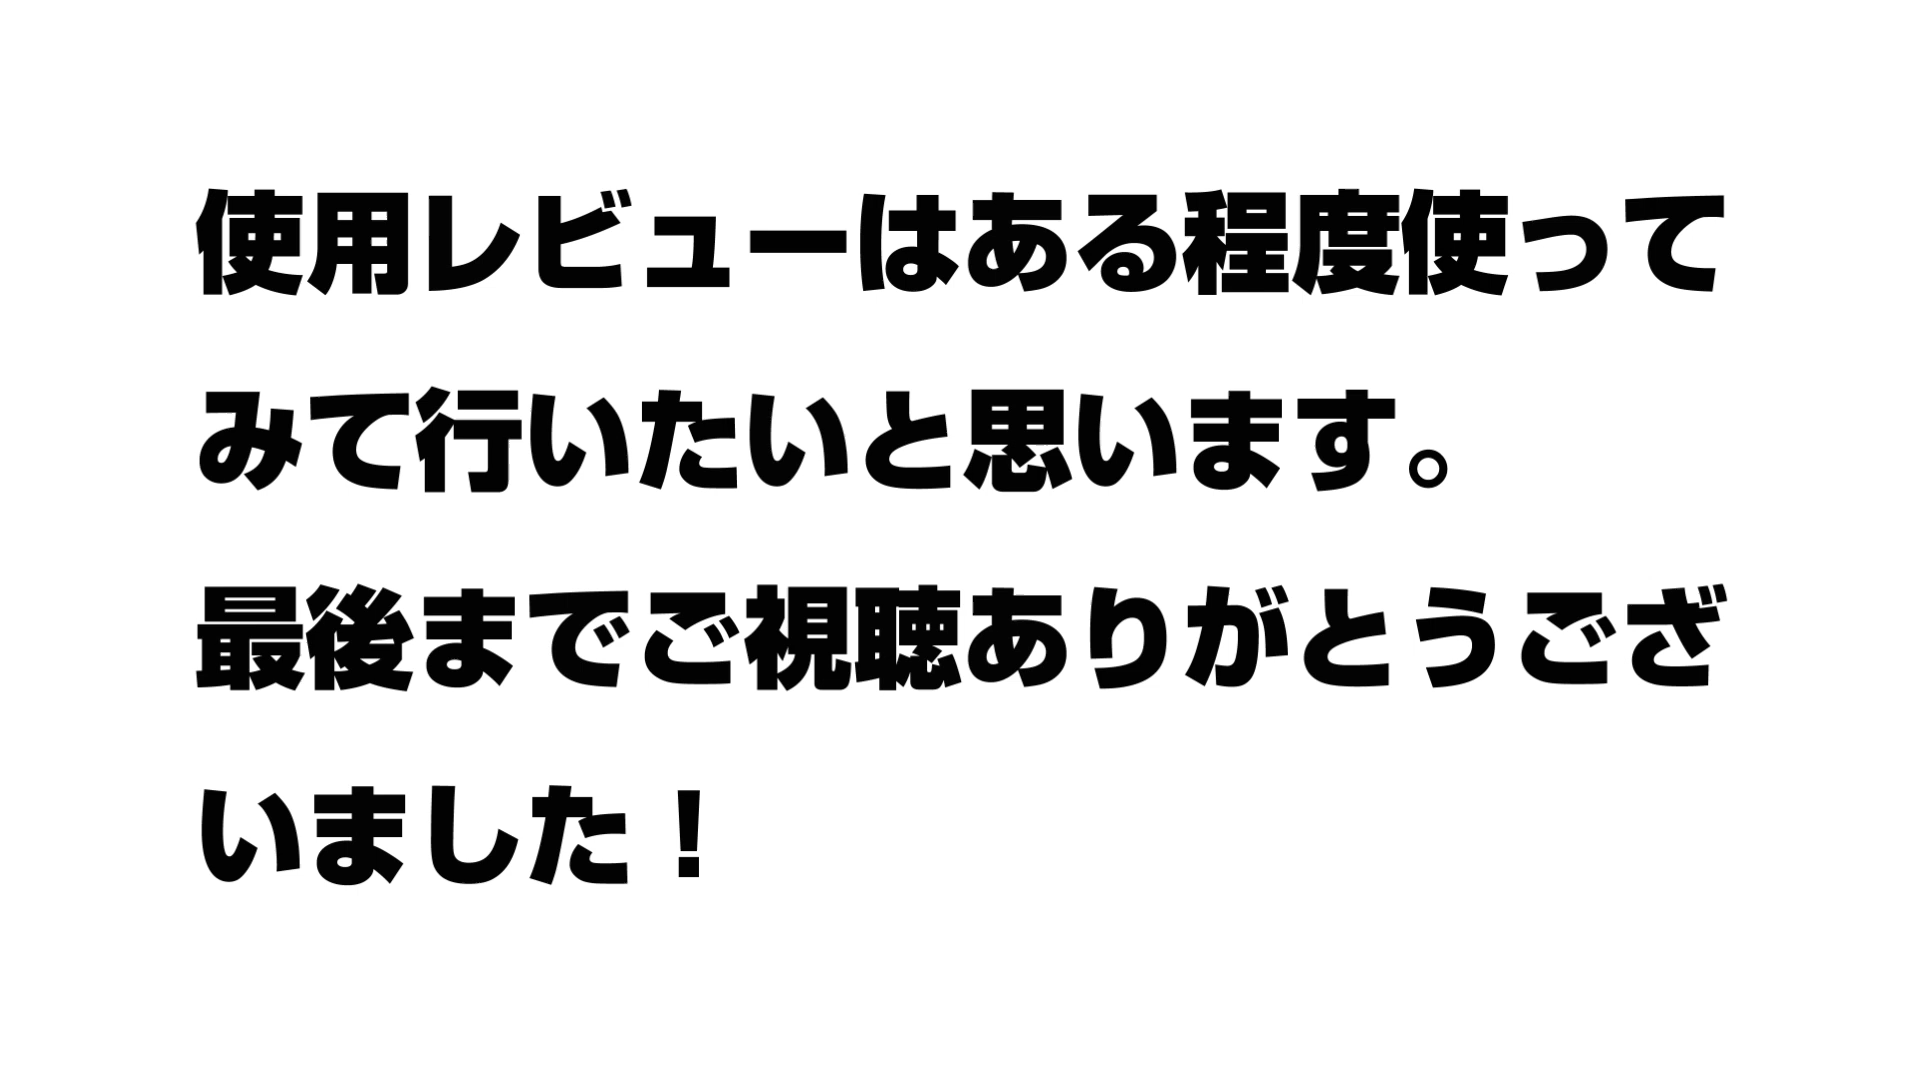 使用レビューはある程度使って
みて行いたいと思います。
最後までご視聴ありがとうござ
いました！